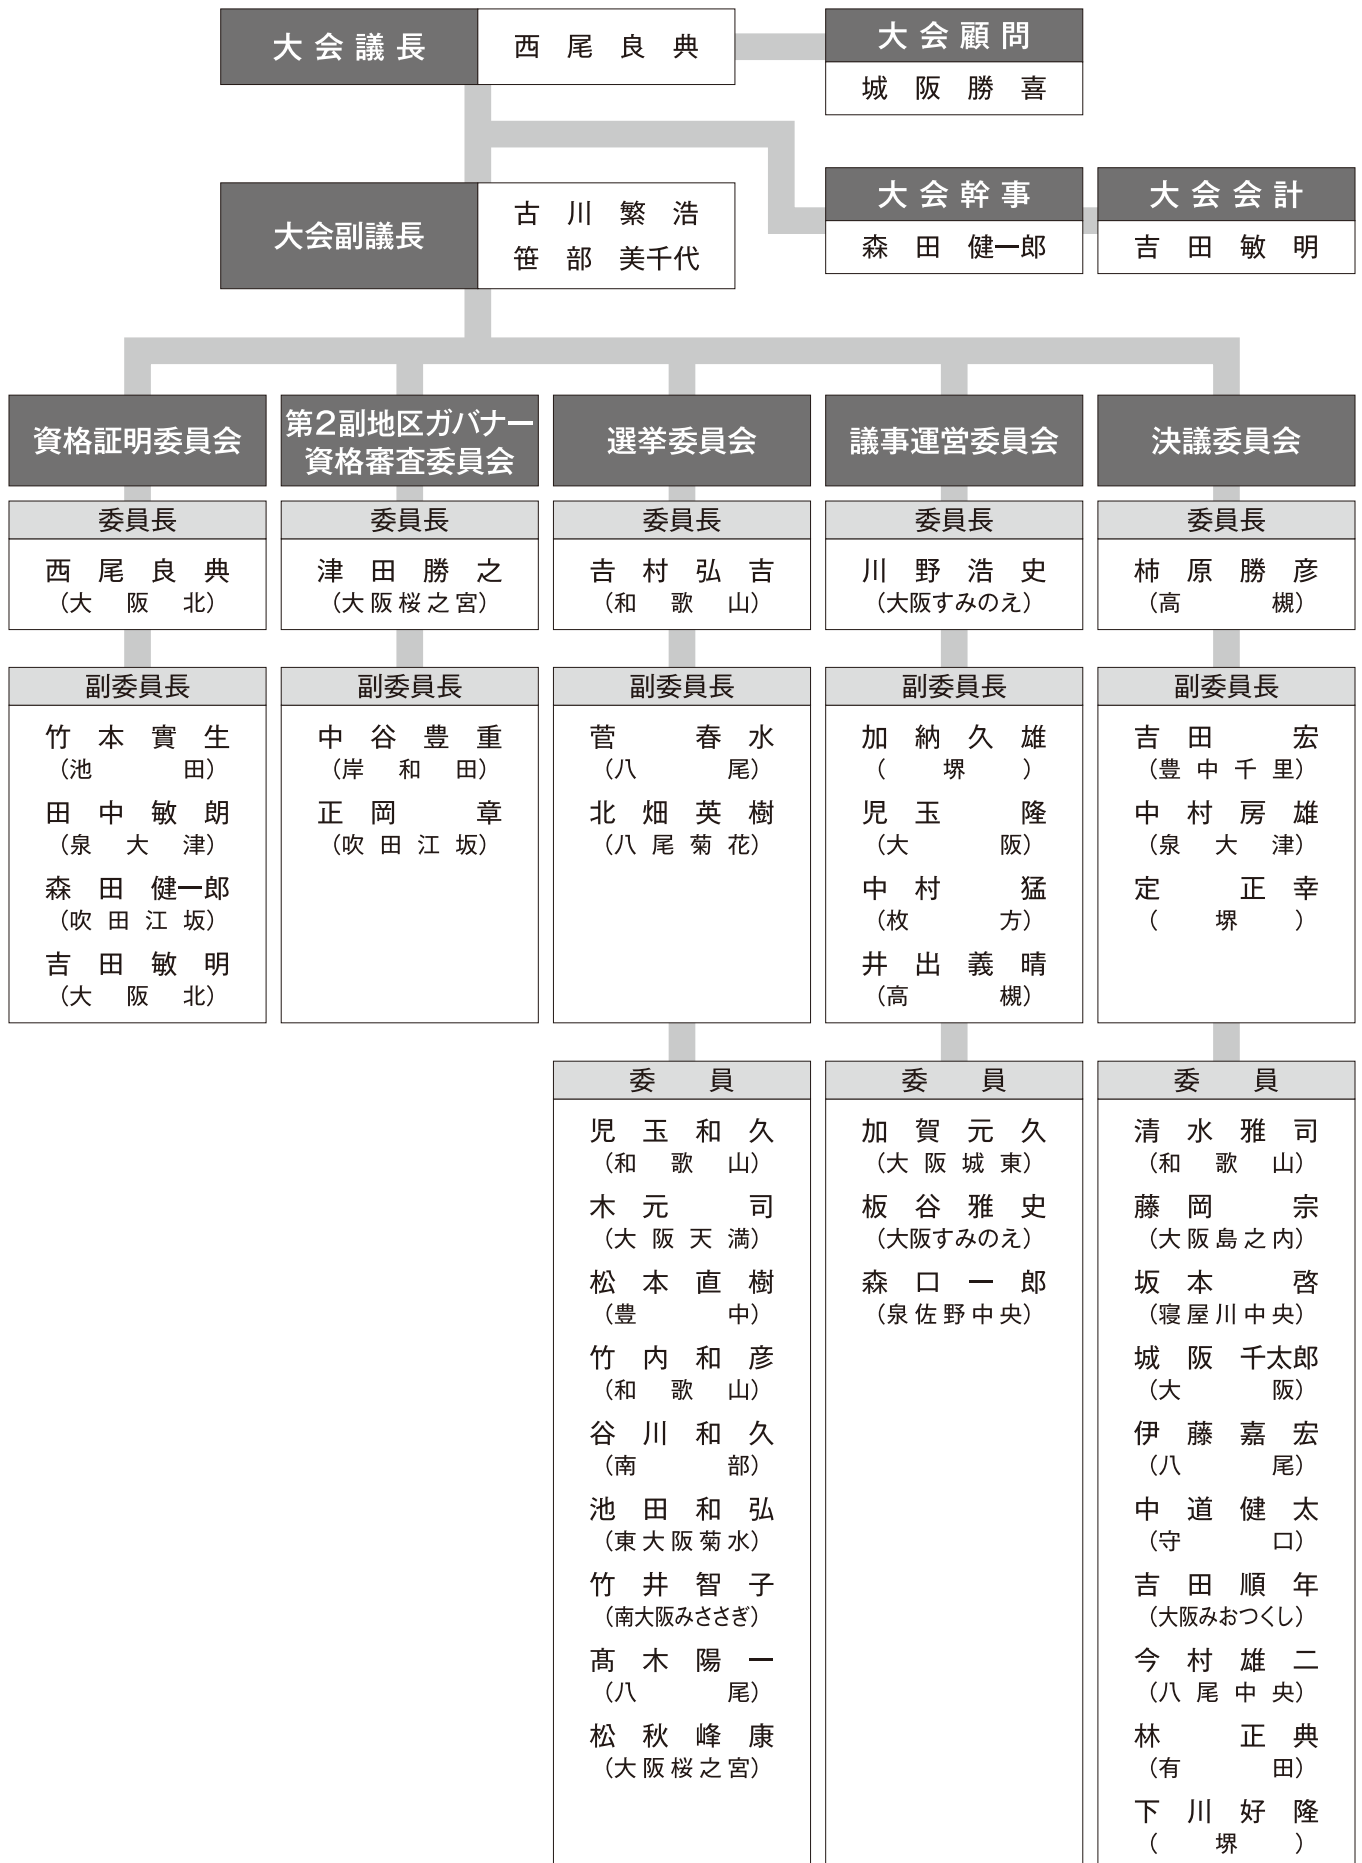 大会議長
西尾良典
大会顧問
城阪勝喜
大会副議長
古川繁浩
笹部美千代
大会幹事
森田健一郎
大会会計
吉田敏明
資格証明委員会
委員長
西尾良典
（大阪北）
副委員長
竹本實生
（池田）
田中敏朗
（泉大津）
森田健一郎
（吹田江坂）
吉田敏明
（大阪北）
第2副地区ガバナー
資格審査委員会
委員長
津田勝之
（大阪桜之宮）
副委員長
中谷豊重
（岸和田）
正岡章
（吹田江坂）
選挙委員会
委員長
𠮷村弘吉
（和歌山）
副委員長
菅春水
（八尾）
北畑英樹
（八尾菊花）
委員
児玉和久
（和歌山）
木元司
（大阪天満）
松本直樹
（豊中）
竹内和彦
（和歌山）
谷川和久
（南部）
池田和弘
（東大阪菊水）
竹井智子
（南大阪みささぎ）
髙木陽一
（八尾）
松秋峰康
（大阪桜之宮）
議事運営委員会
委員長
川野浩史
（大阪すみのえ）
副委員長
加納久雄
（堺）
児玉隆
（大阪）
中村猛
（枚方）
井出義晴
（高槻）
委員
加賀元久
（大阪城東）
板谷雅史
（大阪すみのえ）
森口一郎
（泉佐野中央）
決議委員会
委員長
柿原勝彦
（高槻）
副委員長
吉田宏
（豊中千里）
中村房雄
（泉大津）
定正幸
（堺）
委員
清水雅司
（和歌山）
藤岡宗
（大阪島之内）
坂本啓
（寝屋川中央）
城阪千太郎
（大阪）
伊藤嘉宏
（八尾）
中道健太
（守口）
吉田順年
（大阪みおつくし）
今村雄二
（八尾中央）
林正典
（有田）
下川好隆
（堺）